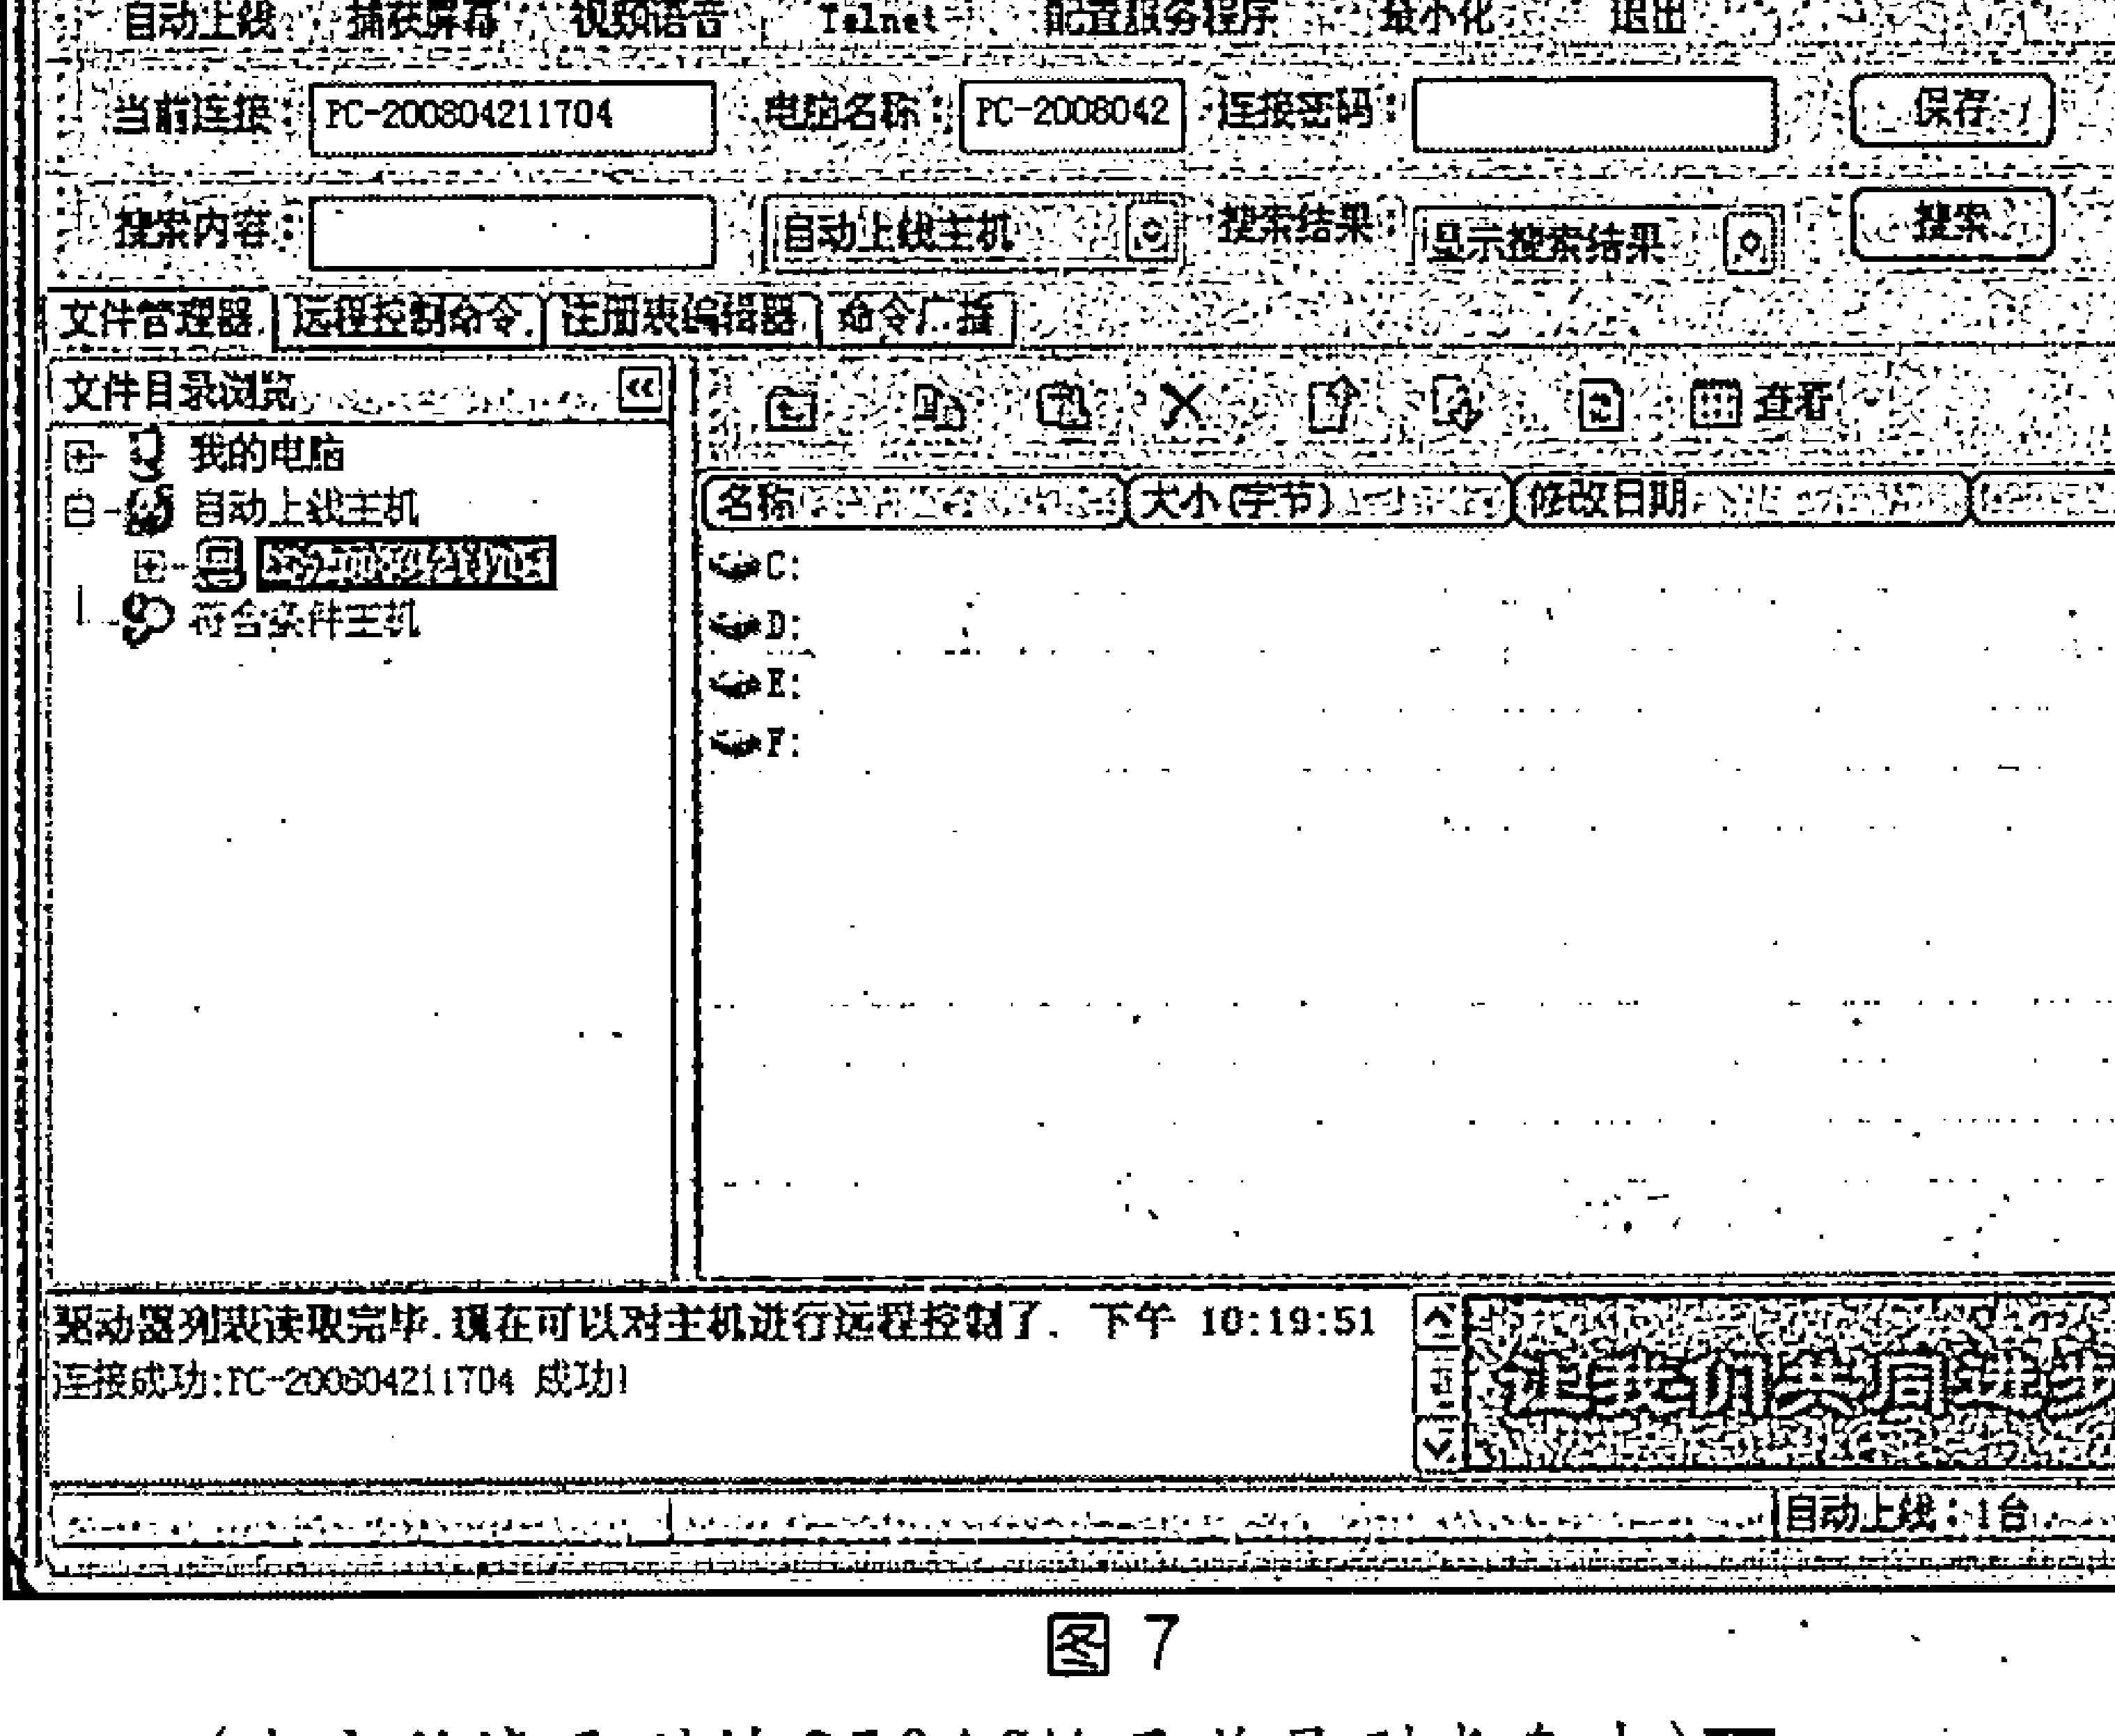 自动上线 捕获屏幕 视频语音 Telnet 配置服务程序 最小化 退出
当前连接： PC-200804211704 电脑名称： PC-2008042 连接密码： 保存
搜索内容： 自动上线主机 搜索结果： 显示搜索结果 搜索
文件管理器 远程控制命令 注册表编辑器 命令广播
文件目录浏览 查看
名称 大小(字节) 修改日期
我的电脑
自动上线主机
符合条件主机
C:
D:
E:
F:
驱动器列表读取完毕.现在可以对主机进行远程控制了. 下午 10:19:51
连接成功:PC-200804211704 成功!
让我们共同进步
自动上线：1台
图 7